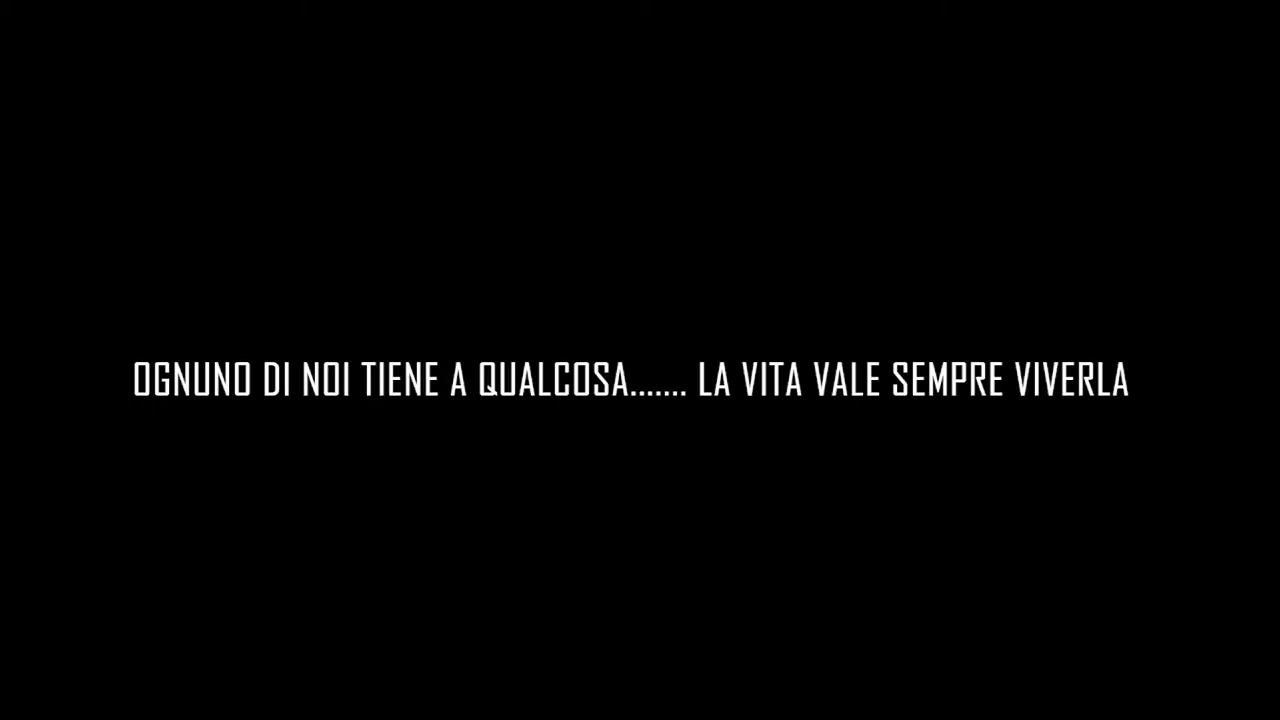 OGNUNO DI NOI TIENE A QUALCOSA....... LA VITA VALE SEMPRE VIVERLA